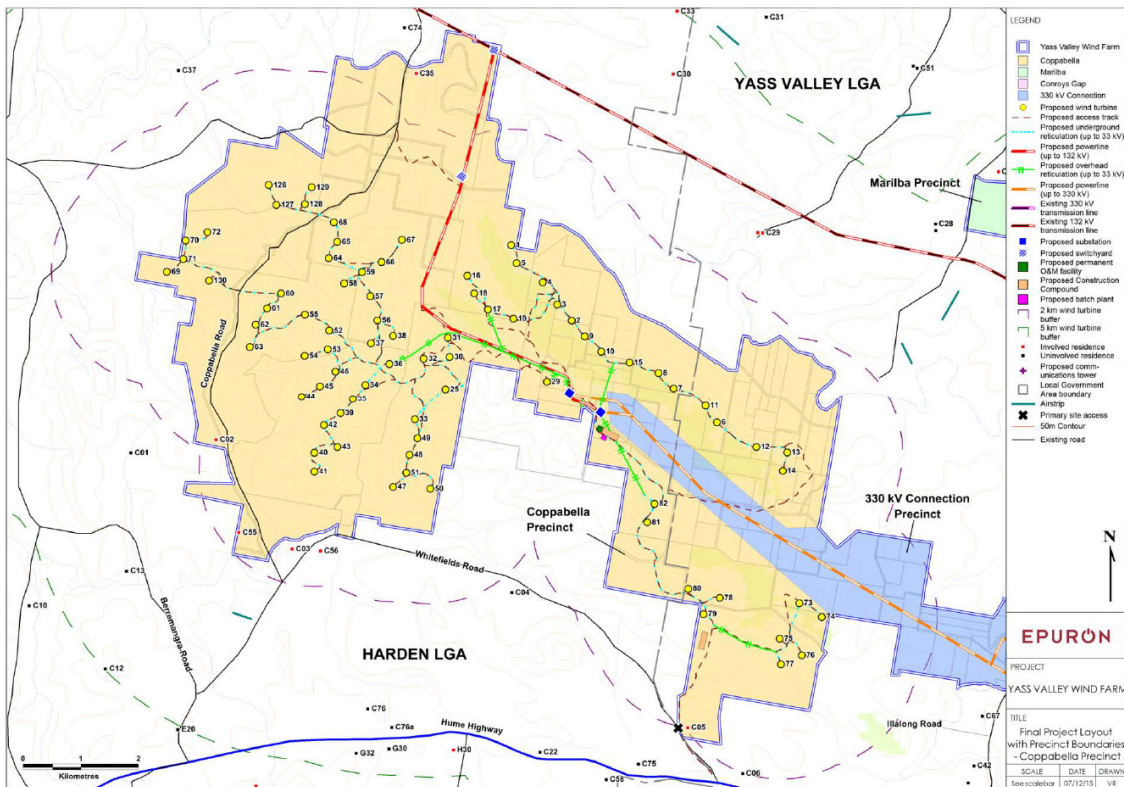 C74
C33
C31
C37
C35
C30
C51
YASS VALLEY LGA
Marilba Precinct
C28
C29
126
129
127
128
68
72
70
65
67
71
64
66
69
130
59
58
60
57
61
55
56
62
52
38
63
53
37
54
46
36
45
34
44
35
39
42
43
40
41
33
49
48
51
47
50
1
5
4
16
18
3
17
19
2
9
31
10
32
30
15
8
25
29
7
11
6
12
13
14
82
81
80
78
79
73
74
75
76
77
Coppabella Road
C02
C01
C55
C03
C56
Whitefields Road
C04
C13
C10
Berremangra Road
C12
Coppabella
Precinct
330 kV Connection
Precinct
HARDEN LGA
C76
C76a
E20
Hume Highway
G32
G30
H30
C22
C75
C58
C06
C05
Illalong Road
C67
C42
0 1 2
Kilometres
LEGEND
Yass Valley Wind Farm
Coppabella
Marilba
Conroys Gap
330 kV Connection
Proposed wind turbine
Proposed access track
Proposed underground
reticulation (up to 33 kV)
Proposed powerline
(up to 132 kV)
Proposed overhead
reticulation (up to 33 kV)
Proposed powerline
(up to 330 kV)
Existing 330 kV
transmission line
Existing 132 kV
transmission line
Proposed substation
Proposed switchyard
Proposed permanent
O&M facility
Proposed Construction
Compound
Proposed batch plant
2 km wind turbine
buffer
5 km wind turbine
buffer
Involved residence
Uninvolved residence
Proposed comm-
unications tower
Local Government
Area boundary
Airstrip
Primary site access
50m Contour
Existing road
N
EPURON
PROJECT
YASS VALLEY WIND FARM
TITLE
Final Project Layout
with Precinct Boundaries
- Coppabella Precinct
SCALE DATE DRAWN
See scalebar 07/12/15 VR